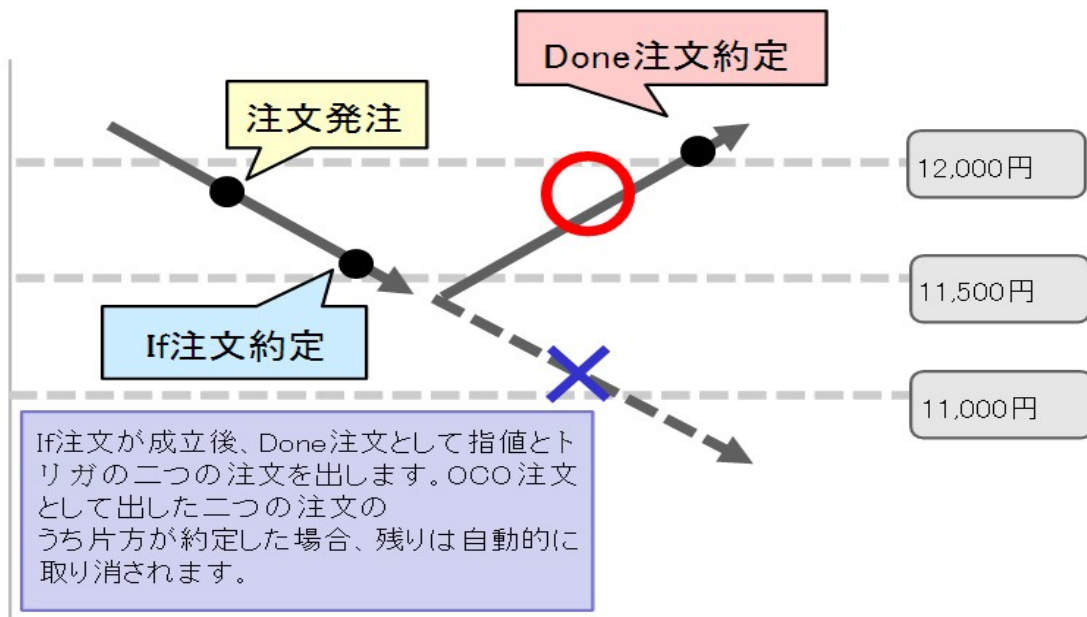 Done注文約定
注文発注
12,000円
11,500円
If注文約定
11,000円
If注文が成立後、Done注文として指値とト
リガの二つの注文を出します。OCO注文
として出した二つの注文の
うち片方が約定した場合、残りは自動的に
取り消されます。